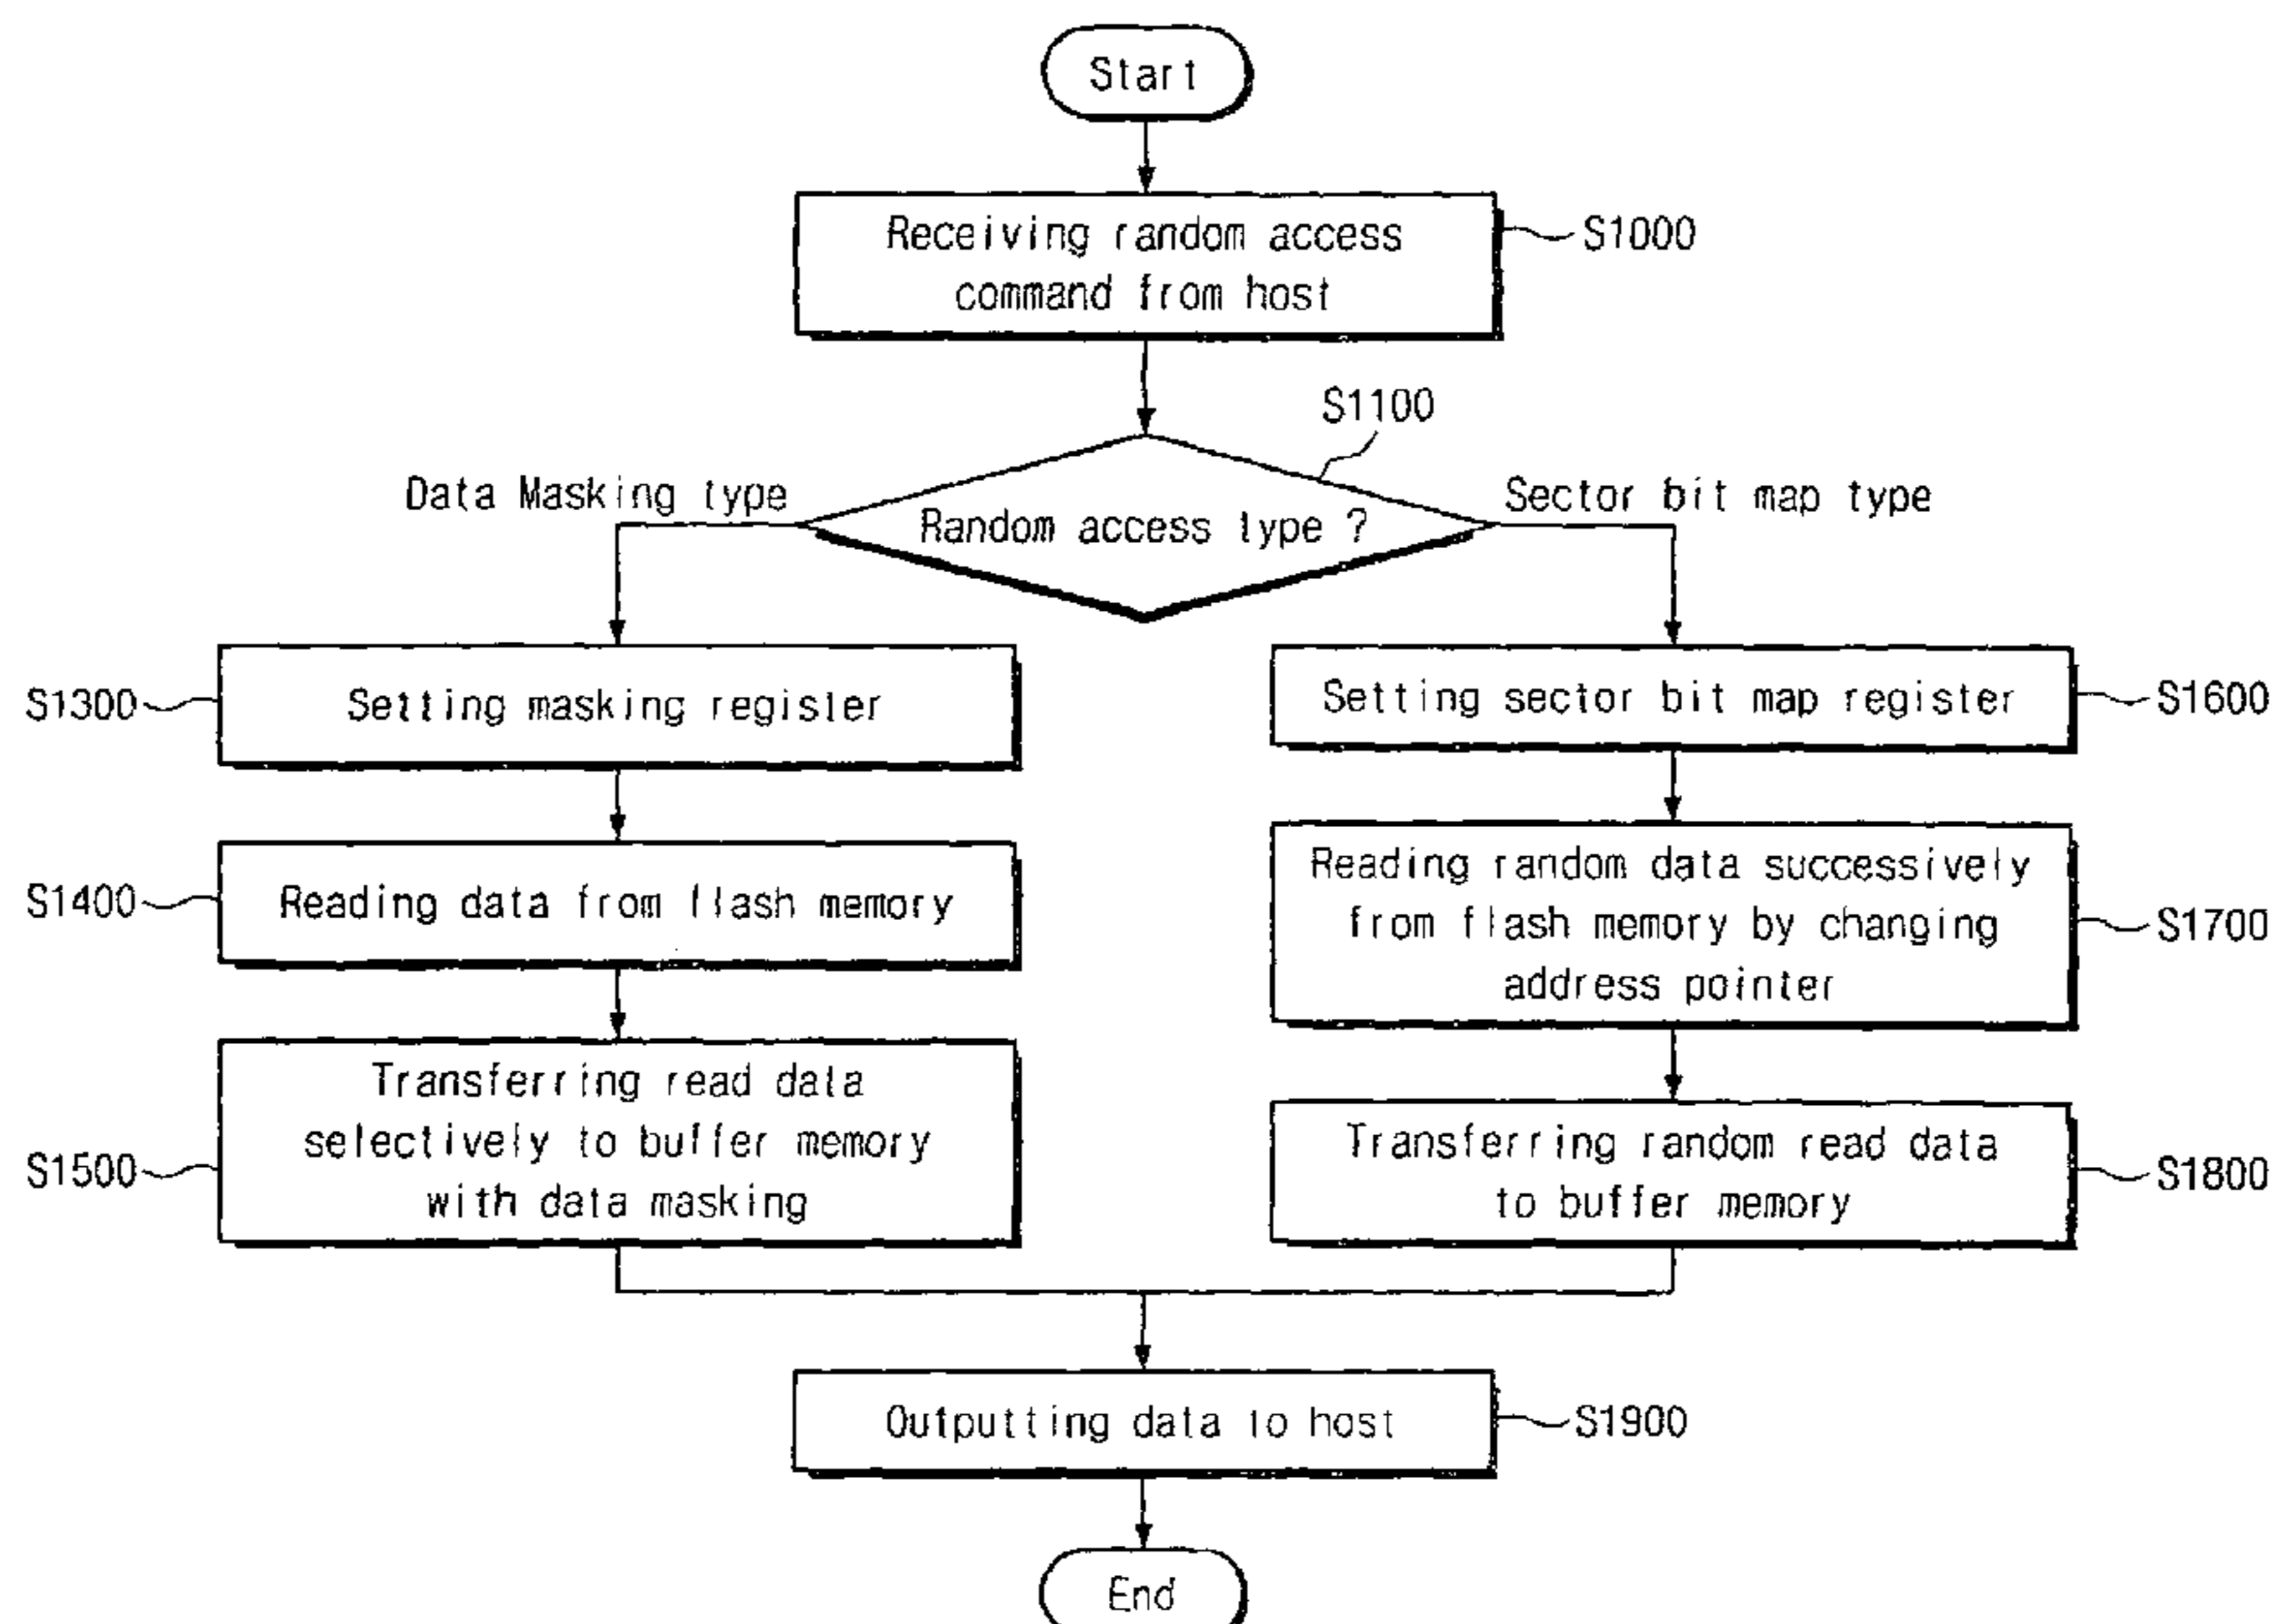 Start
Receiving random access
command from host
S1000
S1100
Data Masking type
Sector bit map type
Random access type ?
S1300
Setting masking register
Setting sector bit map register
S1600
S1400
Reading data from flash memory
Reading random data successively
from flash memory by changing
address pointer
S1700
S1500
Transferring read data
selectively to buffer memory
with data masking
Transferring random read data
to buffer memory
S1800
Outputting data to host
S1900
End